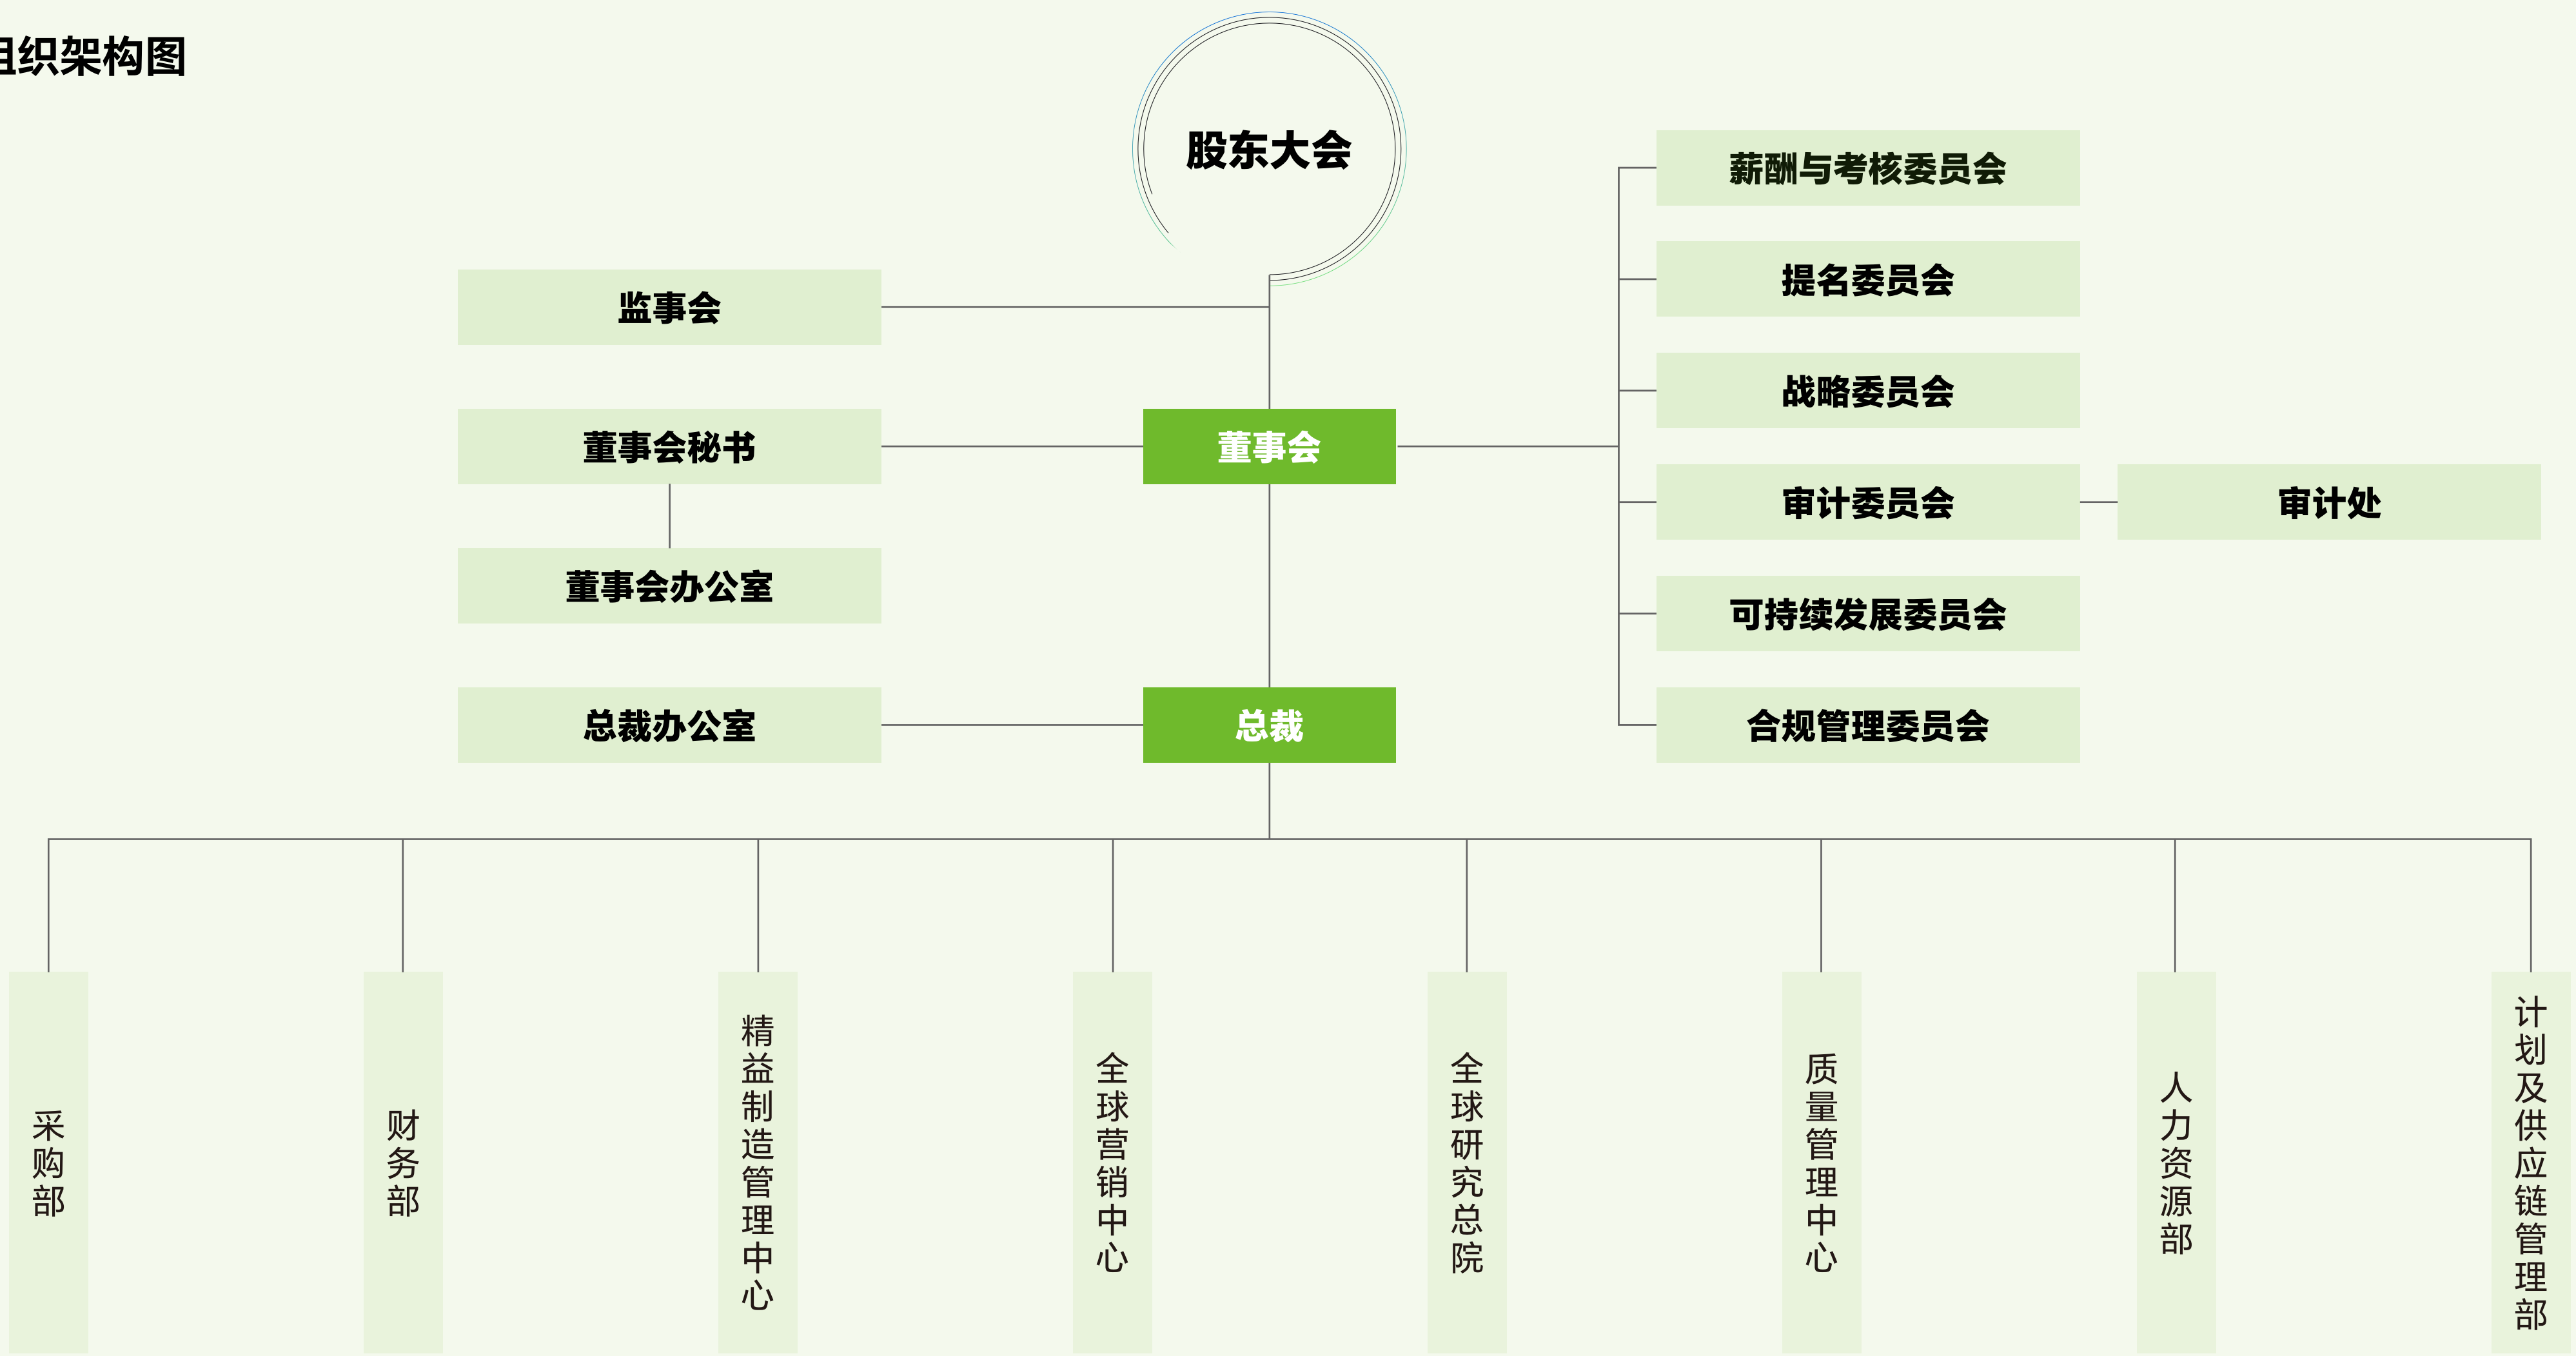 组织架构图
股东大会
薪酬与考核委员会
提名委员会
监事会
战略委员会
董事会秘书
董事会
审计委员会
审计处
董事会办公室
可持续发展委员会
总裁办公室
总裁
合规管理委员会
采购部
财务部
精益制造管理中心
全球营销中心
全球研究总院
质量管理中心
人力资源部
计划及供应链管理部